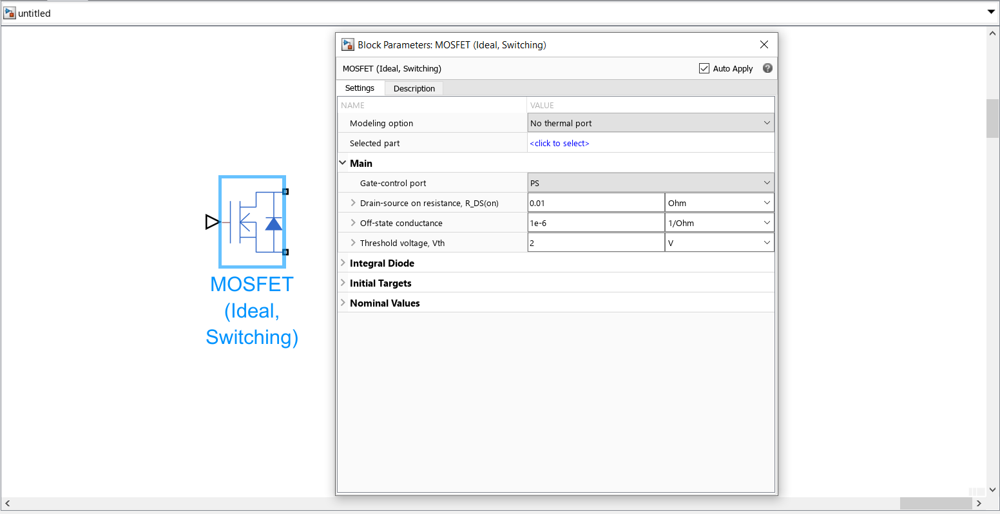 untitled
Block Parameters: MOSFET (Ideal, Switching)
MOSFET (Ideal, Switching)
Auto Apply
Settings
Description
NAME
VALUE
Modeling option
No thermal port
Selected part
<click to select>
Main
Gate-control port
PS
Drain-source on resistance, R_DS(on)
0.01
Ohm
Off-state conductance
1e-6
1/Ohm
Threshold voltage, Vth
2
V
Integral Diode
Initial Targets
Nominal Values
MOSFET
(Ideal,
Switching)